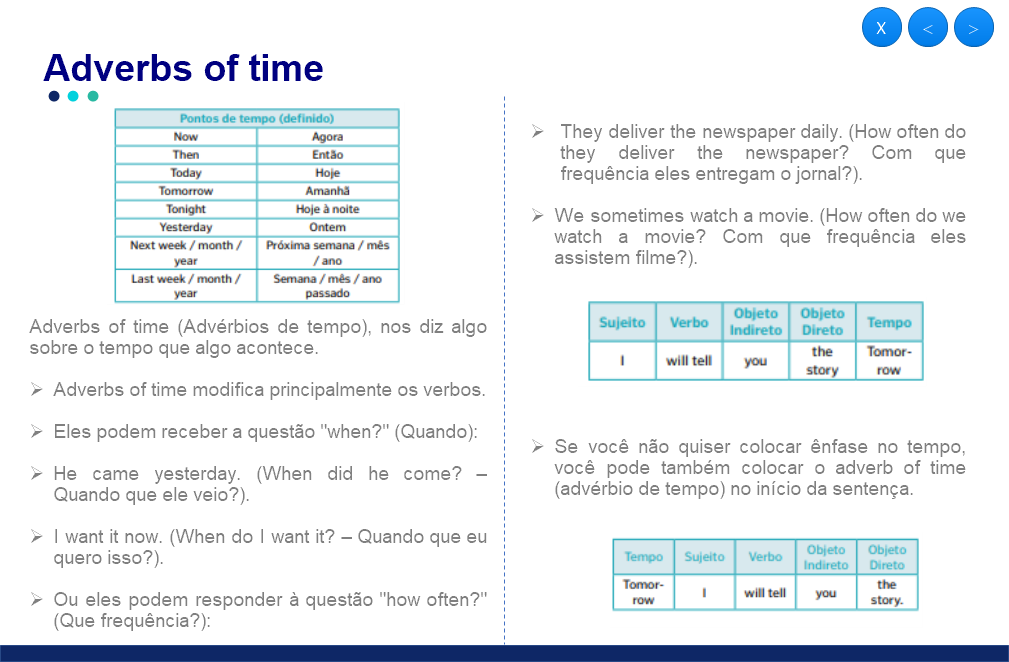 X < >
Adverbs of time
Pontos de tempo (definido)
Now Agora
Then Então
Today Hoje
Tomorrow Amanhã
Tonight Hoje à noite
Yesterday Ontem
Next week / month / Próxima semana / mês
year / ano
Last week / month / Semana / mês / ano
year passado
Adverbs of time (Advérbios de tempo), nos diz algo
sobre o tempo que algo acontece.
Adverbs of time modifica principalmente os verbos.
Eles podem receber a questão "when?" (Quando):
He came yesterday. (When did he come? –
Quando que ele veio?).
I want it now. (When do I want it? – Quando que eu
quero isso?).
Ou eles podem responder à questão "how often?"
(Que frequência?):
They deliver the newspaper daily. (How often do
they deliver the newspaper? Com que
frequência eles entregam o jornal?).
We sometimes watch a movie. (How often do we
watch a movie? Com que frequência eles
assistem filme?).
Sujeito Verbo Objeto Indireto Objeto Direto Tempo
I will tell you the story Tomor-
row
Se você não quiser colocar ênfase no tempo,
você pode também colocar o adverb of time
(advérbio de tempo) no início da sentença.
Tempo Sujeito Verbo Objeto Indireto Objeto Direto
Tomor-
row I will tell you the story.